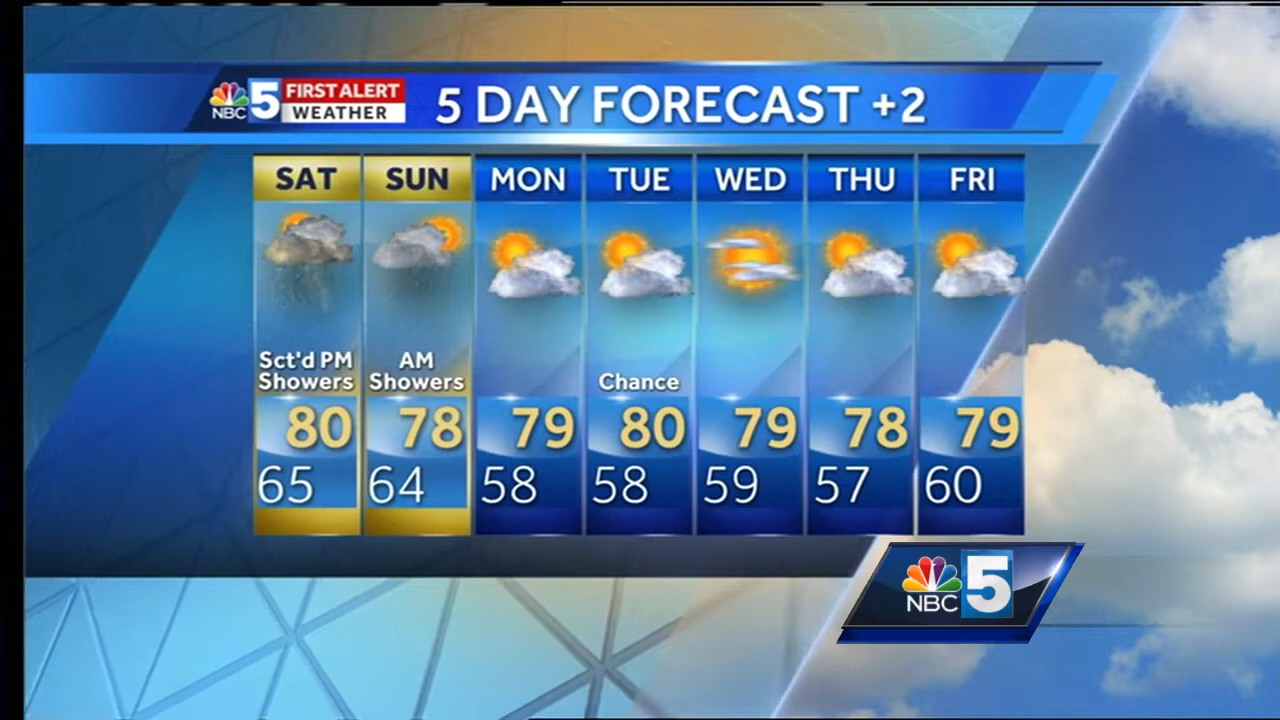 NBC 5 FIRST ALERT WEATHER 5 DAY FORECAST +2
SAT SUN MON TUE WED THU FRI
Sct'd PM Showers
AM Showers
Chance
80 78 79 80 79 78 79
65 64 58 58 59 57 60
NBC 5